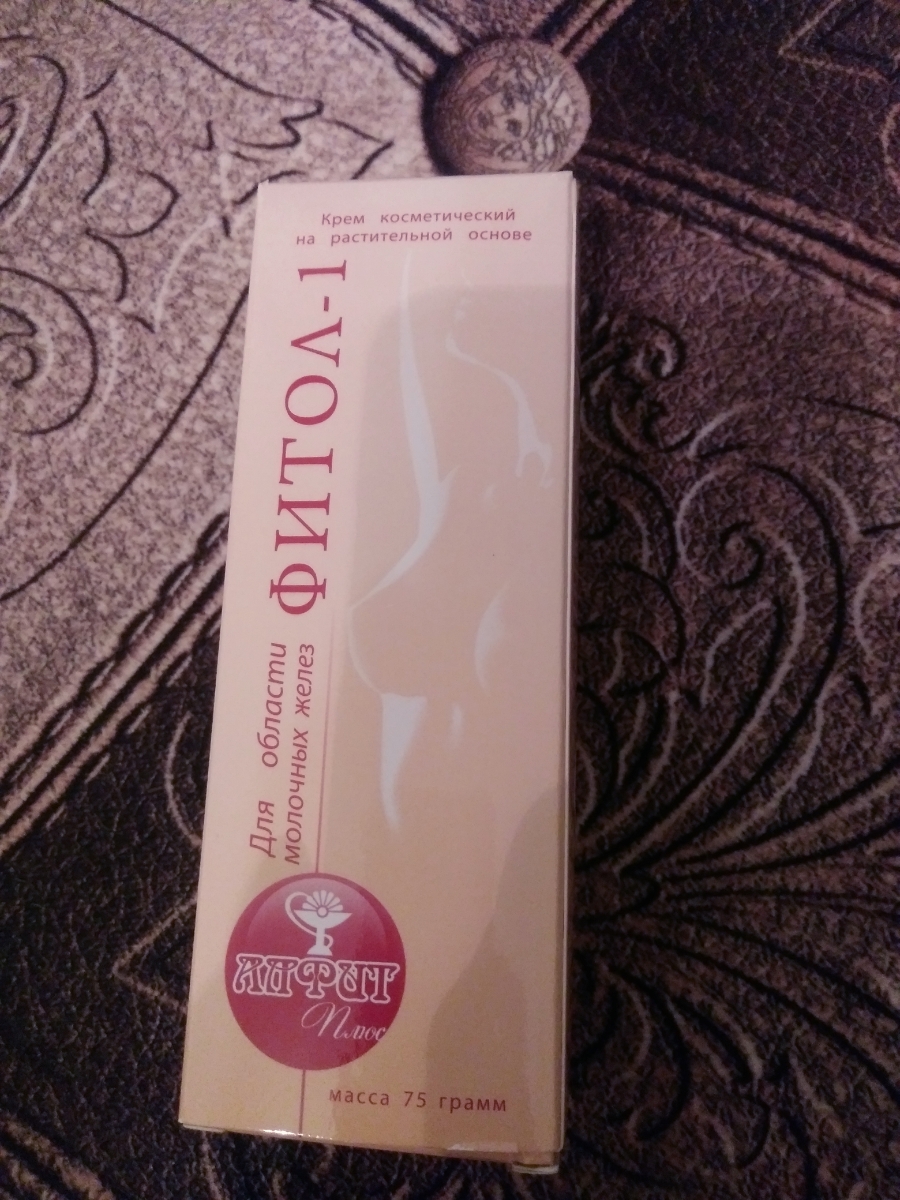 Крем косметический
на растительной основе
ФИТОЛ-1
Для области
молочных желез
АЛФИТ
Плюс
масса 75 грамм